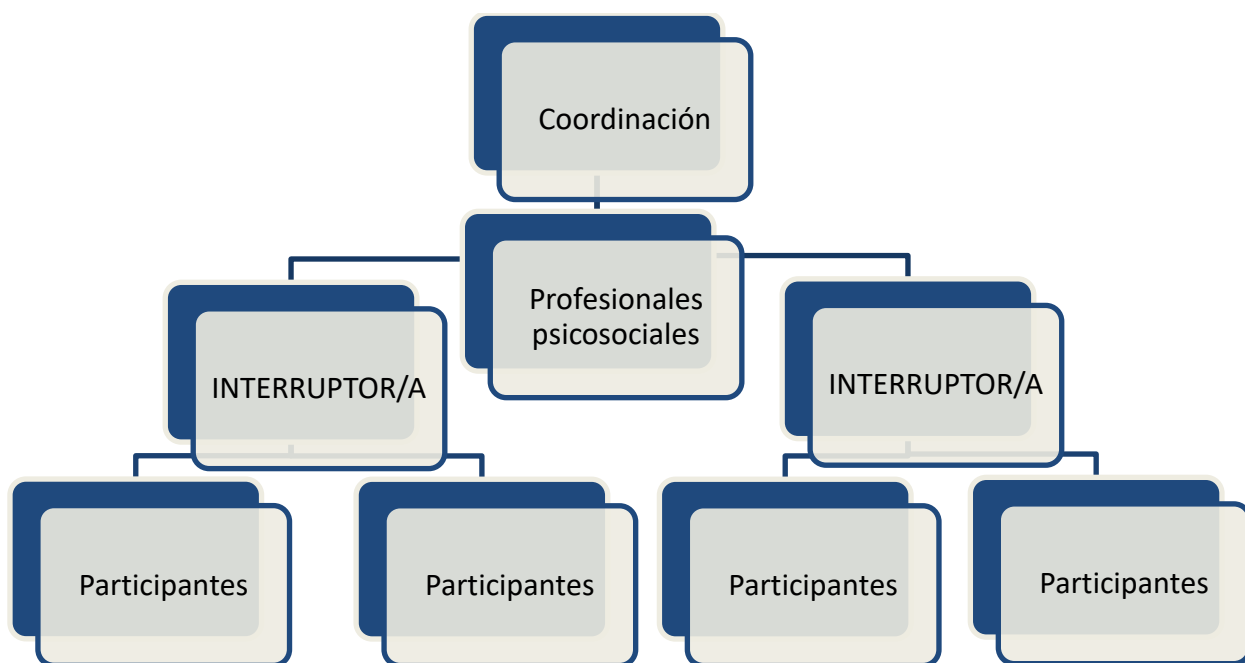 Coordinación
Profesionales
psicosociales
INTERRUPTOR/A
INTERRUPTOR/A
Participantes
Participantes
Participantes
Participantes